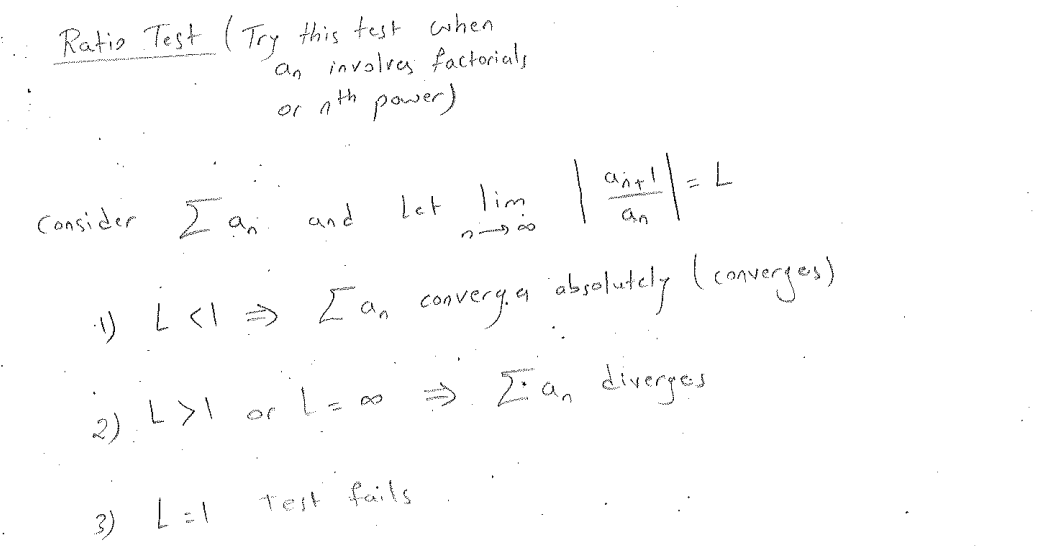 Ratio Test (Try this test when
an involves factorials
or nth power)
Consider Σ an and let lim n→∞ | an+1 / an | = L
1) L < 1 ⇒ Σ an converges absolutely (converges)
2) L > 1 or L = ∞ ⇒ Σ an diverges
3) L = 1 Test fails